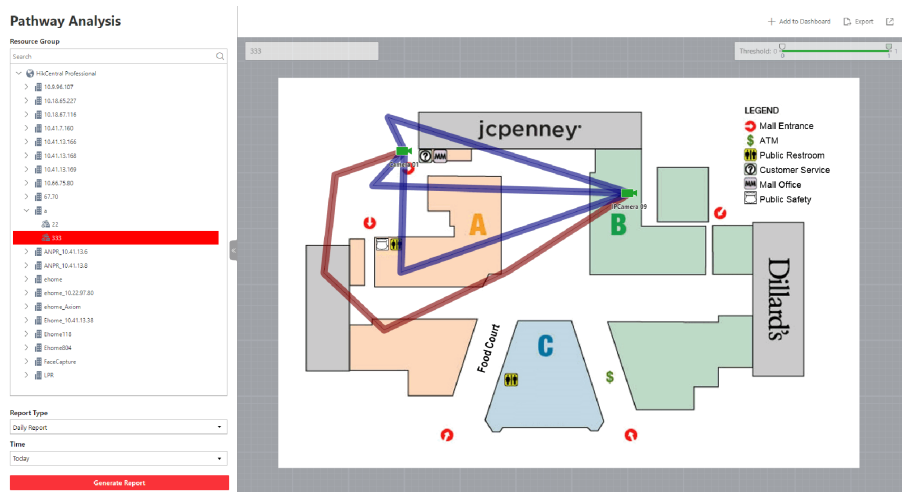 Pathway Analysis
Resource Group
Search
HikCentral Professional
10.9.96.107
10.18.65.227
10.18.67.116
10.41.7.160
10.41.13.166
10.41.13.168
10.41.13.169
10.66.75.80
67.70
a
22
333
ANPR_10.41.13.6
ANPR_10.41.13.8
ehome
ehome_10.22.97.80
ehome_Axiom
Ehome_10.41.13.38
Ehome118
Ehome804
FaceCapture
LPR
Report Type
Daily Report
Time
Today
Generate Report
Add to Dashboard Export
333
Threshold: 0 1
0 1
jcpenney
LEGEND
Mall Entrance
$ ATM
Public Restroom
? Customer Service
MM Mall Office
Public Safety
? MM
IPCamera 09
A
B
C
Dillard's
Food Court
$